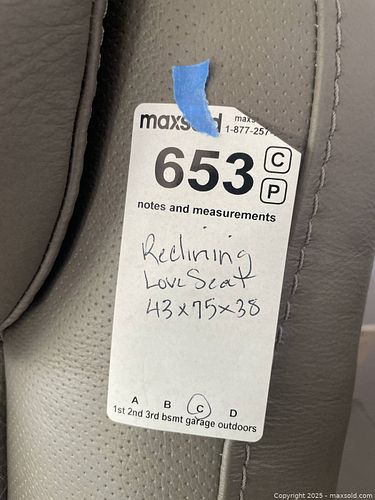 maxsold
1-877-257
653
C
P
notes and measurements
Reclining
Love Seat
43x75x38
A B C D
1st 2nd 3rd bsmt garage outdoors
Copyright 2025 - maxsold.com